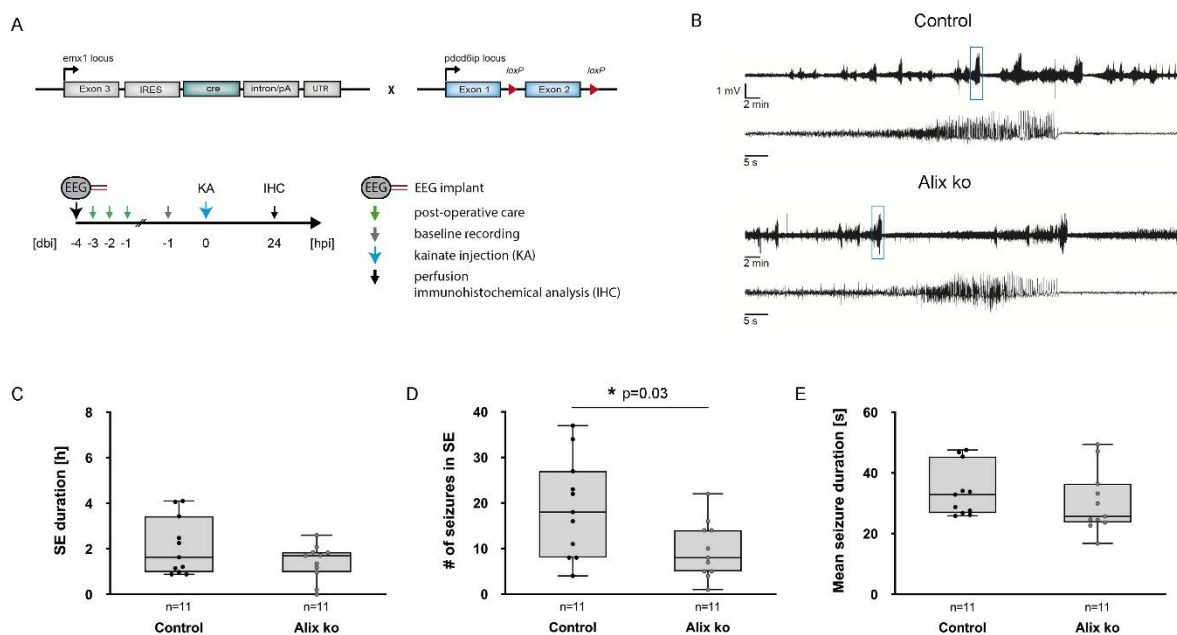 A
emx1 locus
Exon 3 IRES cre intron/pA UTR
x
pdcd6ip locus
loxP loxP
Exon 1 Exon 2
EEG KA IHC
[dbi] -4 -3 -2 -1 -1 0 24 [hpi]
EEG EEG implant
post-operative care
baseline recording
kainate injection (KA)
perfusion
immunohistochemical analysis (IHC)
B
Control
1 mV
2 min
5 s
Alix ko
2 min
5 s
C
SE duration [h]
8
6
4
2
0
n=11 n=11
Control Alix ko
D
* p=0.03
# of seizures in SE
40
30
20
10
0
n=11 n=11
Control Alix ko
E
Mean seizure duration [s]
60
40
20
0
n=11 n=11
Control Alix ko